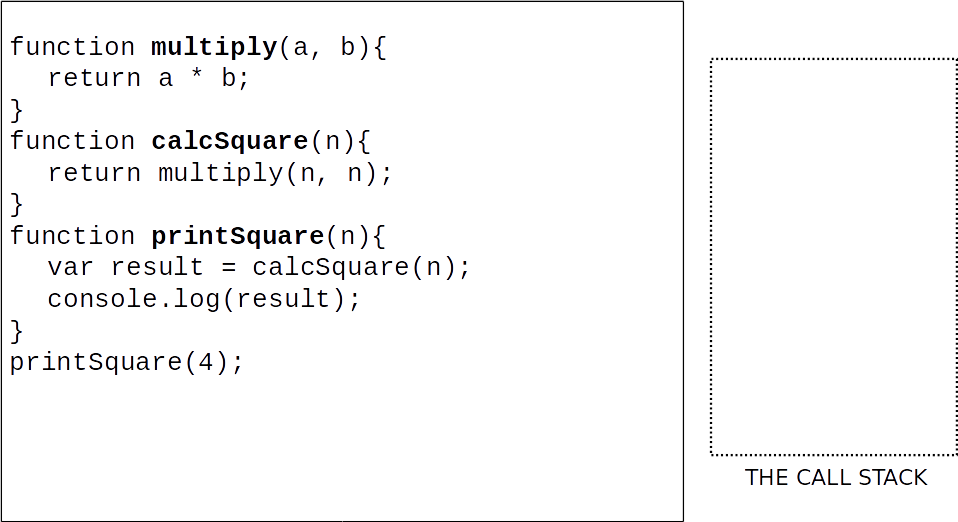 function multiply(a, b){
return a * b;
}
function calcSquare(n){
return multiply(n, n);
}
function printSquare(n){
var result = calcSquare(n);
console.log(result);
}
printSquare(4);
THE CALL STACK